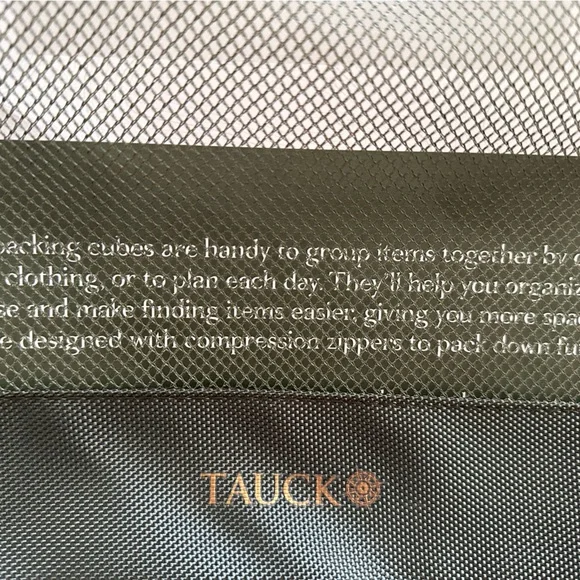 packing cubes are handy to group items together by
clothing, or to plan each day. They'll help you organiz
se and make finding items easier, giving you more spac
e designed with compression zippers to pack down fu
TAUCK